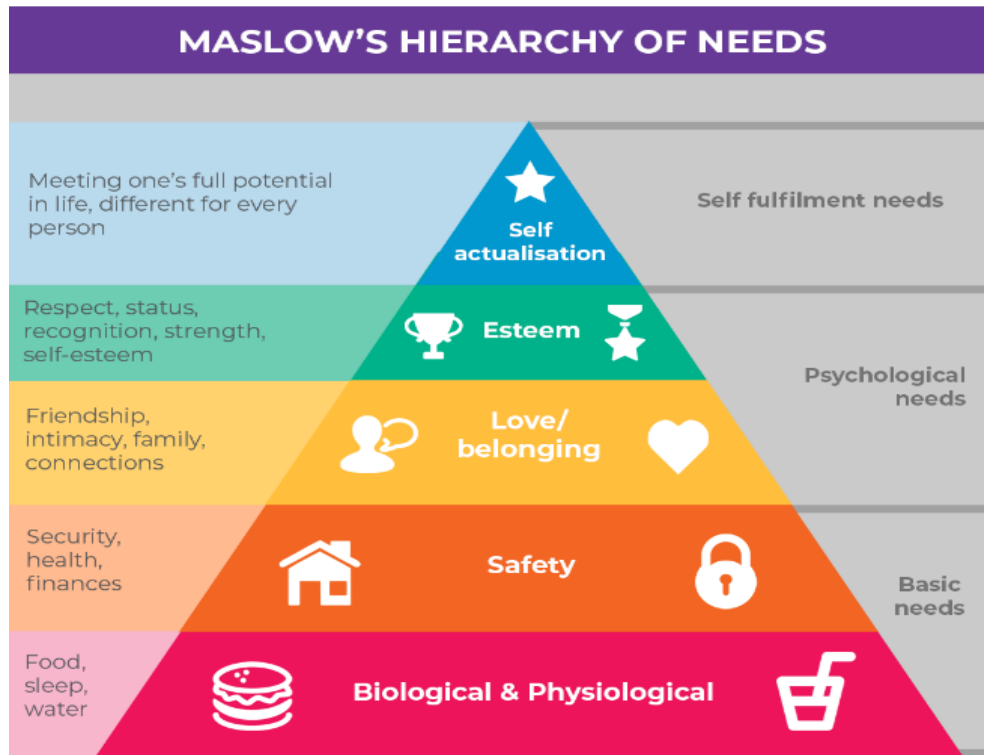 MASLOW'S HIERARCHY OF NEEDS
Meeting one's full potential
in life, different for every
person
Self
actualisation
Self fulfilment needs
Respect, status,
recognition, strength,
self-esteem
Esteem
Psychological
needs
Friendship,
intimacy, family,
connections
Love/
belonging
Security,
health,
finances
Safety
Basic
needs
Food,
sleep,
water
Biological & Physiological